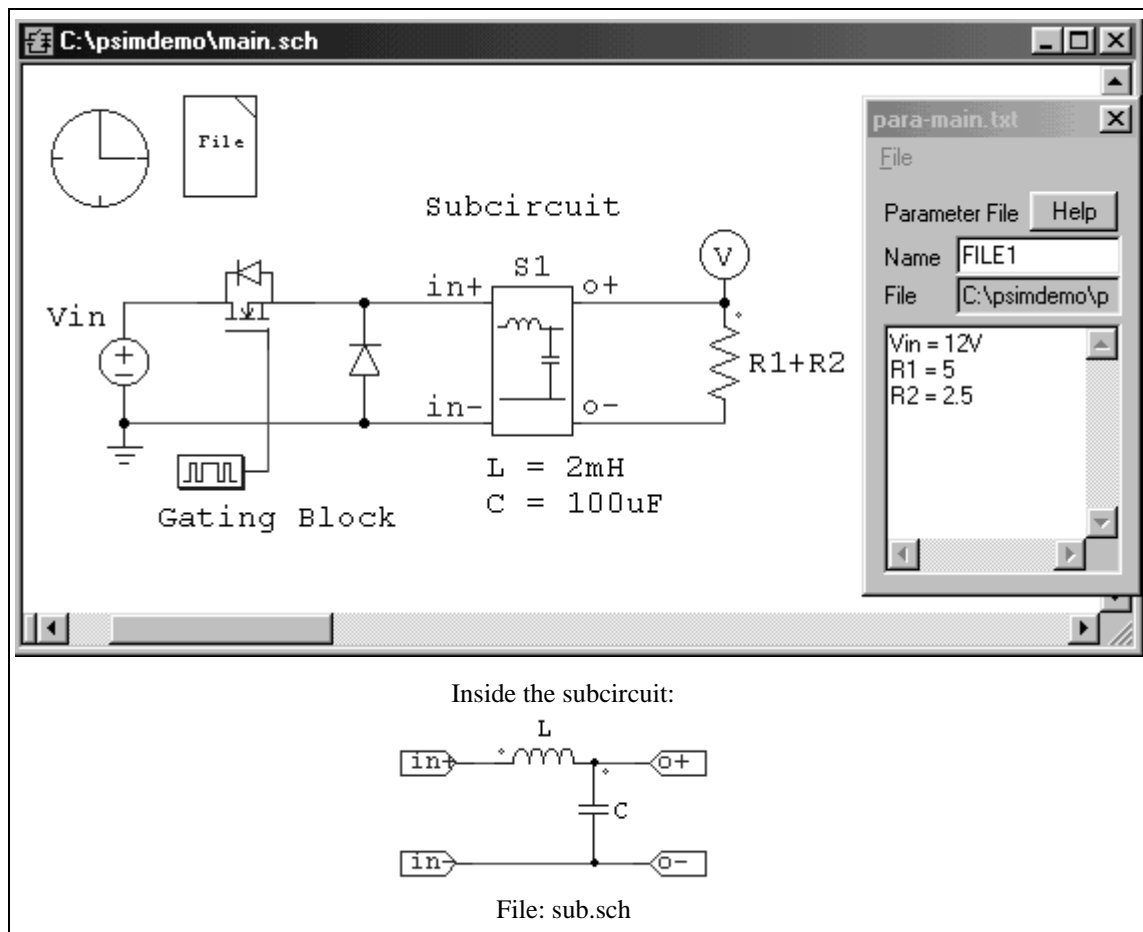 C:\psimdemo\main.sch
File
Subcircuit
S1
in+
o+
V
Vin
R1+R2
in-
o-
L = 2mH
C = 100uF
Gating Block
para-main.txt
File
Parameter File Help
Name FILE1
File C:\psimdemo\p
Vin = 12V
R1 = 5
R2 = 2.5
Inside the subcircuit:
L
in+
o+
C
in-
o-
File: sub.sch